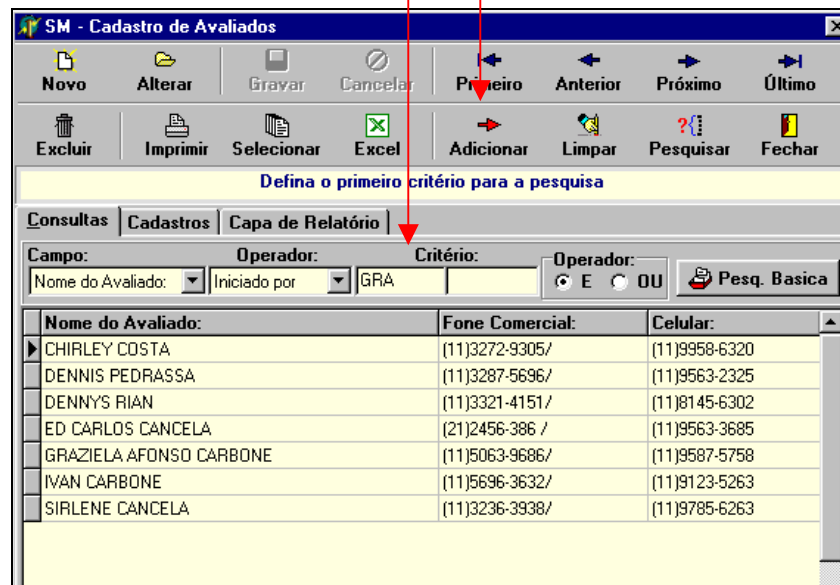 SM - Cadastro de Avaliados
Novo Alterar Gravar Cancelar Primeiro Anterior Próximo Último
Excluir Imprimir Selecionar Excel Adicionar Limpar Pesquisar Fechar
Defina o primeiro critério para a pesquisa
Consultas Cadastros Capa de Relatório
Campo: Operador: Critério: Operador:
Nome do Avaliado: Iniciado por GRA E OU Pesq. Basica
Nome do Avaliado: Fone Comercial: Celular:
CHIRLEY COSTA (11)3272-9305/ (11)9958-6320
DENNIS PEDRASSA (11)3287-5696/ (11)9563-2325
DENNYS RIAN (11)3321-4151/ (11)8145-6302
ED CARLOS CANCELA (21)2456-386 / (11)9563-3685
GRAZIELA AFONSO CARBONE (11)5063-9686/ (11)9587-5758
IVAN CARBONE (11)5696-3632/ (11)9123-5263
SIRLENE CANCELA (11)3236-3938/ (11)9785-6263